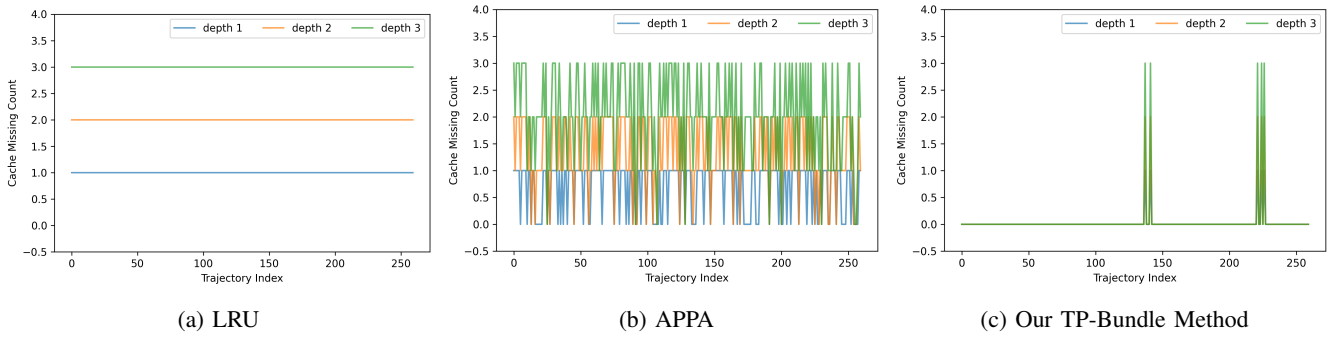 4.0
3.5
3.0
2.5
2.0
1.5
1.0
0.5
0.0
−0.5
Cache Missing Count
depth 1 depth 2 depth 3
0 50 100 150 200 250
Trajectory Index
(a) LRU
4.0
3.5
3.0
2.5
2.0
1.5
1.0
0.5
0.0
−0.5
Cache Missing Count
depth 1 depth 2 depth 3
0 50 100 150 200 250
Trajectory Index
(b) APPA
4.0
3.5
3.0
2.5
2.0
1.5
1.0
0.5
0.0
−0.5
Cache Missing Count
depth 1 depth 2 depth 3
0 50 100 150 200 250
Trajectory Index
(c) Our TP-Bundle Method